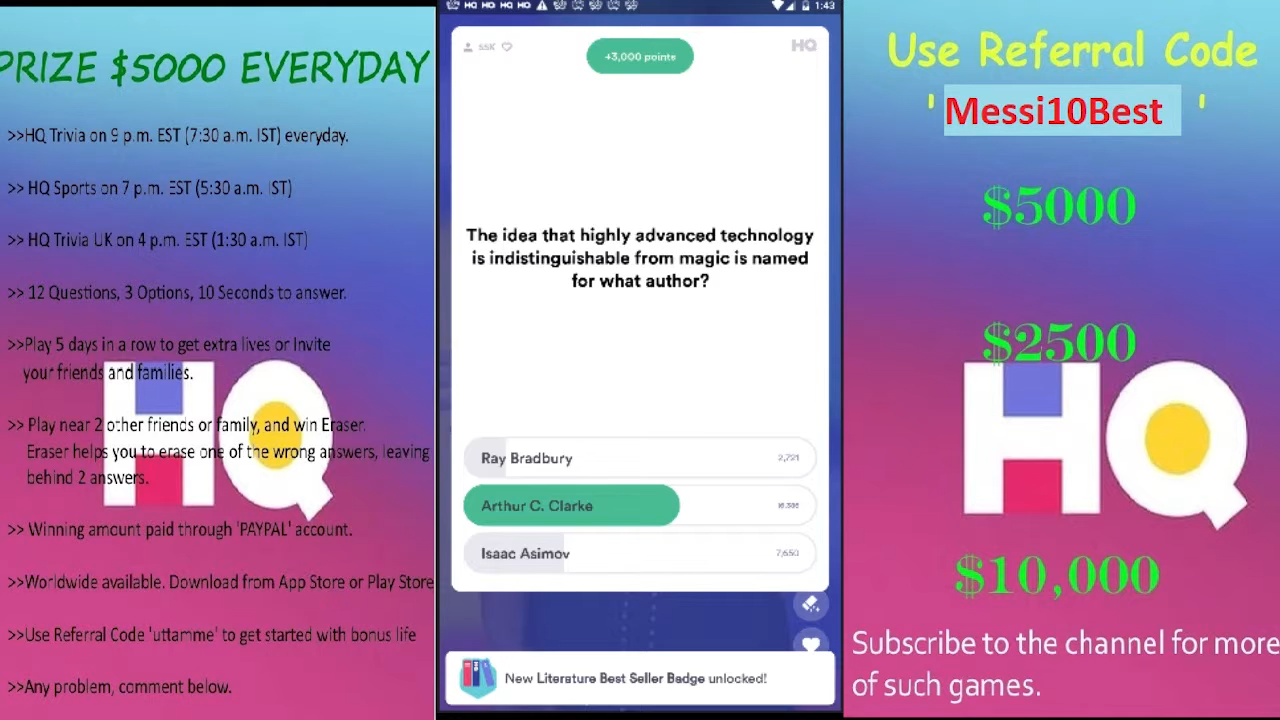 PRIZE $5000 EVERYDAY
>>HQ Trivia on 9 p.m. EST (7:30 a.m. IST) everyday.
>> HQ Sports on 7 p.m. EST (5:30 a.m. IST)
>> HQ Trivia UK on 4 p.m. EST (1:30 a.m. IST)
>> 12 Questions, 3 Options, 10 Seconds to answer.
>>Play 5 days in a row to get extra lives or Invite
your friends and families.
>> Play near 2 other friends or family, and win Eraser.
Eraser helps you to erase one of the wrong answers, leaving
behind 2 answers.
>> Winning amount paid through 'PAYPAL' account.
>>Worldwide available. Download from App Store or Play Store
>>Use Referral Code 'uttamme' to get started with bonus life
>>Any problem, comment below.
HQ
HQ HQ HQ HQ 1:43
55K
+3,000 points
HQ
The idea that highly advanced technology
is indistinguishable from magic is named
for what author?
Ray Bradbury 2,721
Arthur C. Clarke
Isaac Asimov 7,650
New Literature Best Seller Badge unlocked!
Use Referral Code
' Messi10Best '
$5000
$2500
HQ
$10,000
Subscribe to the channel for more
of such games.